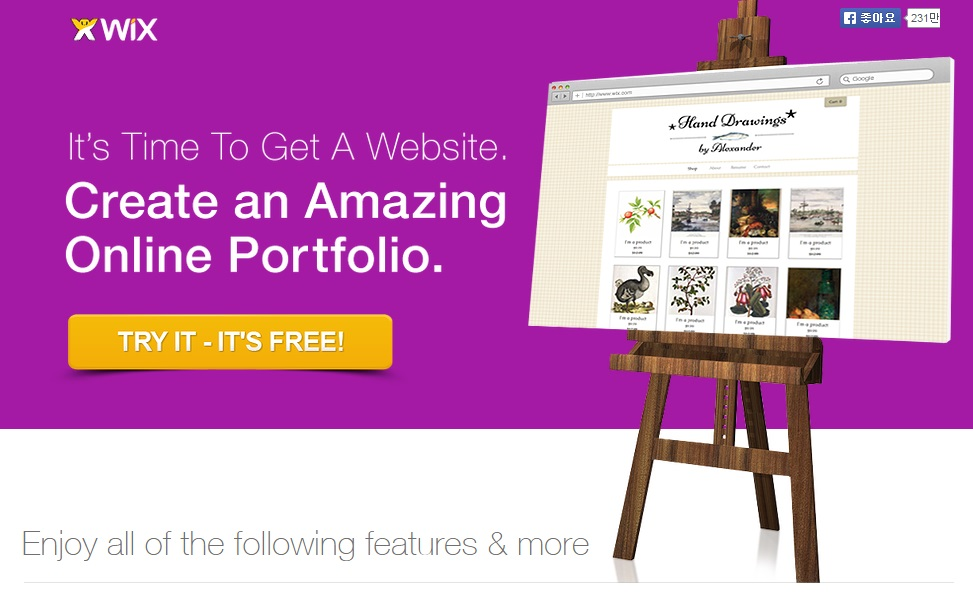 WiX
좋아요 231만
It's Time To Get A Website.
Create an Amazing
Online Portfolio.
TRY IT - IT'S FREE!
http://www.wix.com
Google
Hand Drawings
by Alexander
Shop About Contact
I'm a product I'm a product I'm a product I'm a product
I'm a product I'm a product I'm a product I'm a product
Enjoy all of the following features & more